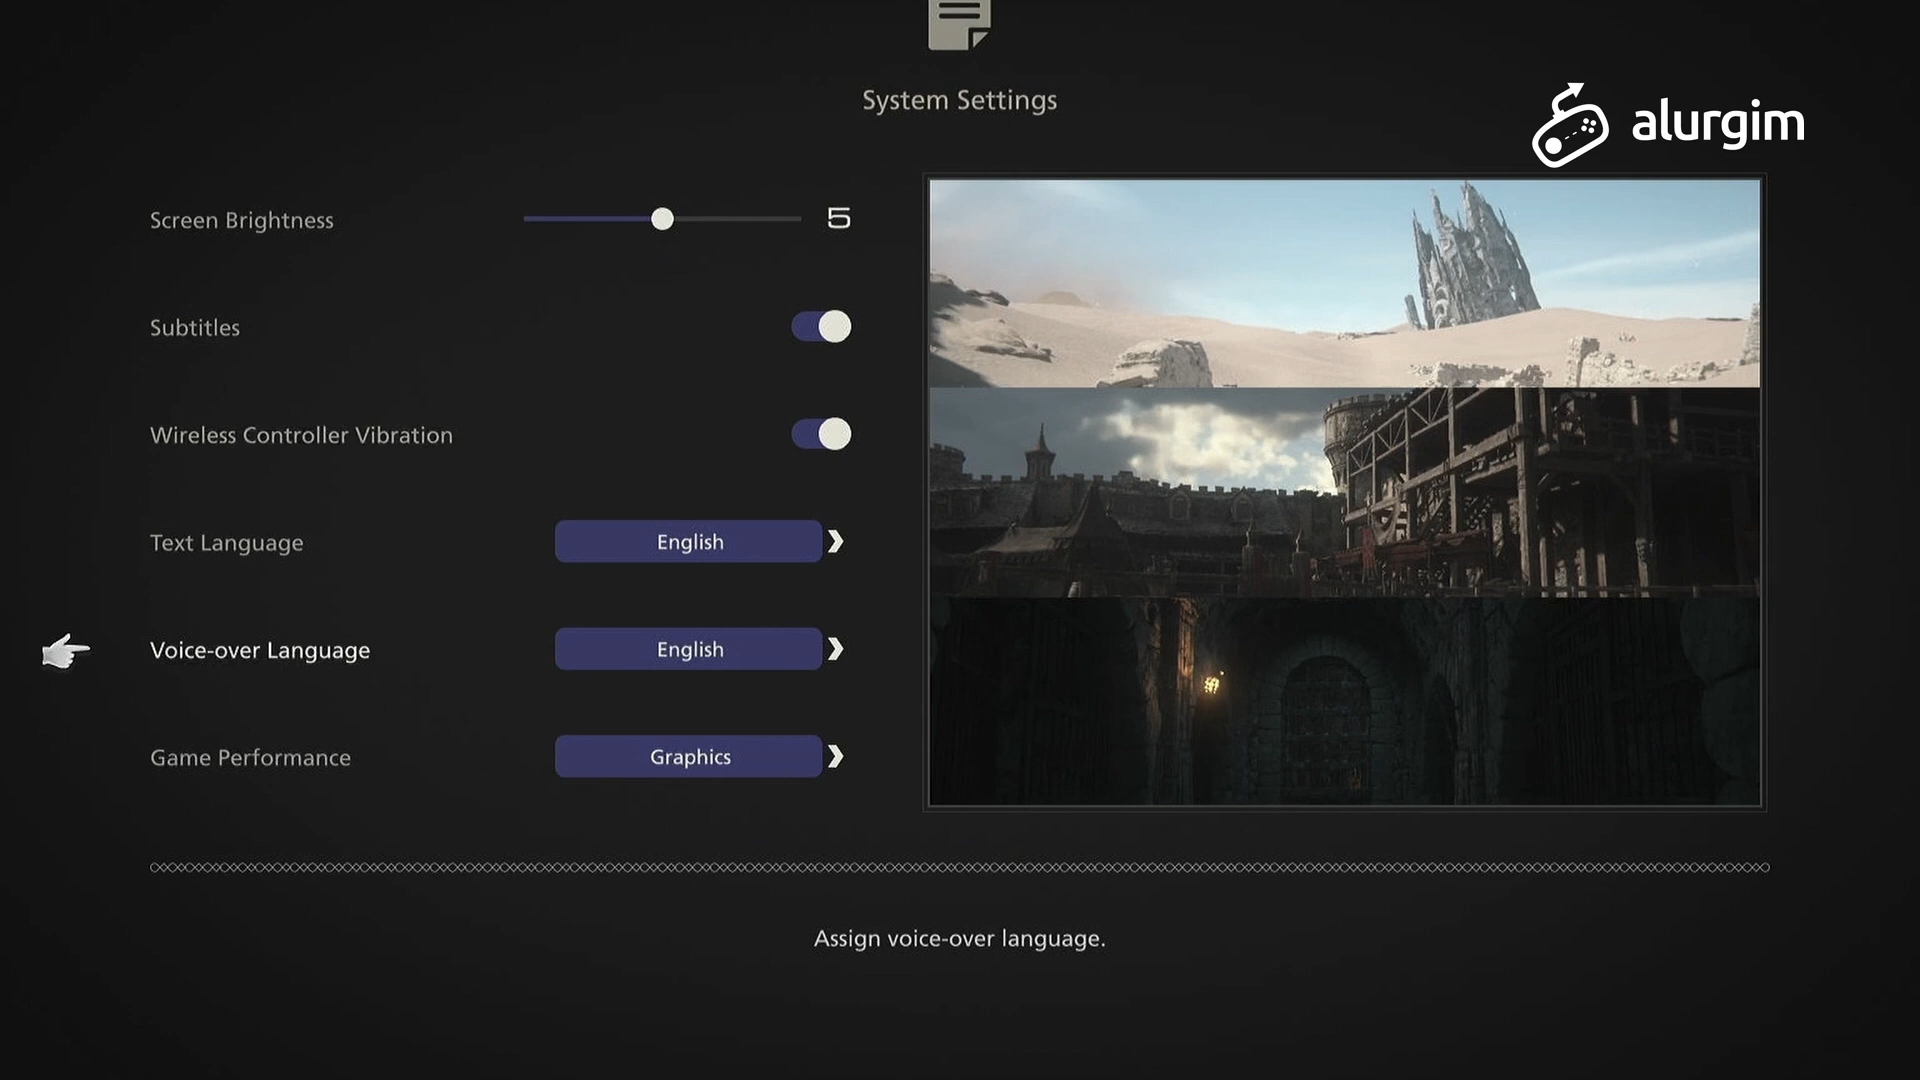 System Settings
alurgim
Screen Brightness 5
Subtitles
Wireless Controller Vibration
Text Language English
Voice-over Language English
Game Performance Graphics
Assign voice-over language.